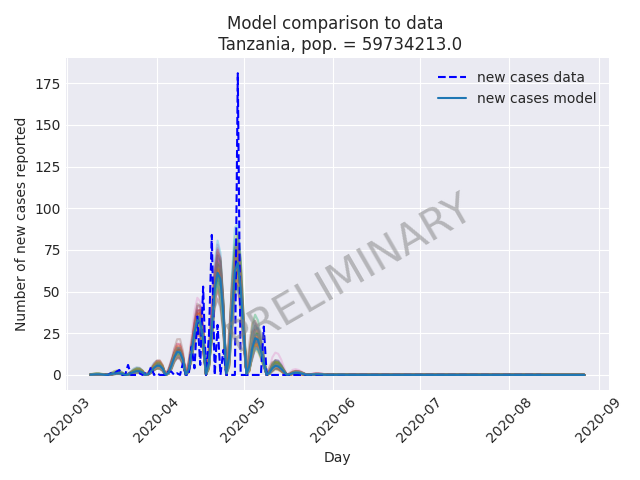 Model comparison to data
Tanzania, pop. = 59734213.0
new cases data
new cases model
175
150
125
100
75
50
25
0
Number of new cases reported
PRELIMINARY
2020-03
2020-04
2020-05
2020-06
2020-07
2020-08
2020-09
Day